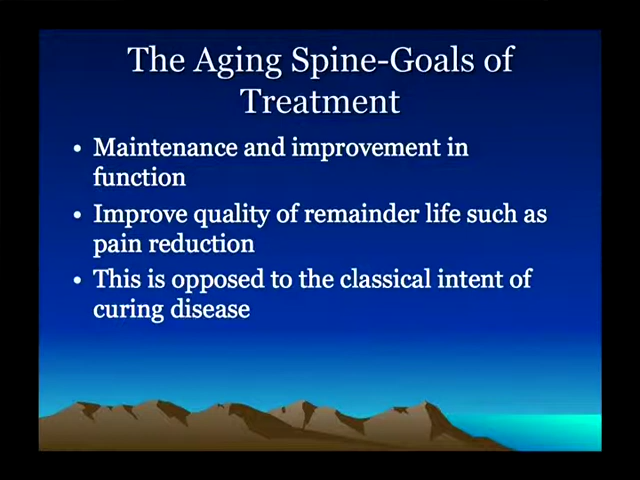 The Aging Spine-Goals of
Treatment
• Maintenance and improvement in
function
• Improve quality of remainder life such as
pain reduction
• This is opposed to the classical intent of
curing disease